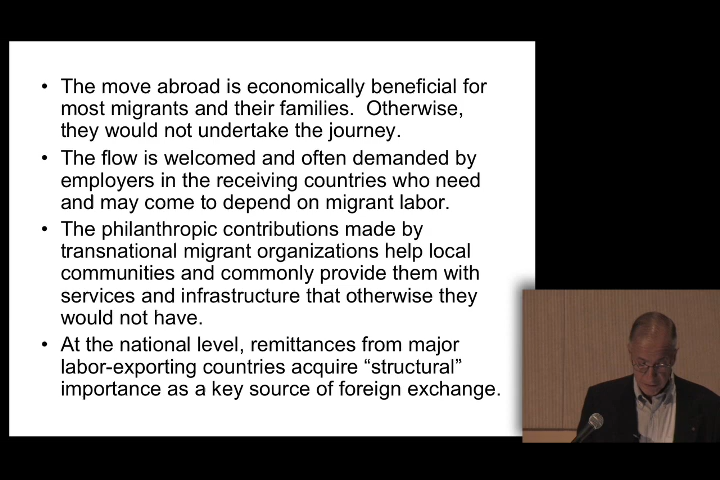 • The move abroad is economically beneficial for
most migrants and their families.  Otherwise,
they would not undertake the journey.
• The flow is welcomed and often demanded by
employers in the receiving countries who need
and may come to depend on migrant labor.
• The philanthropic contributions made by
transnational migrant organizations help local
communities and commonly provide them with
services and infrastructure that otherwise they
would not have.
• At the national level, remittances from major
labor-exporting countries acquire “structural”
importance as a key source of foreign exchange.